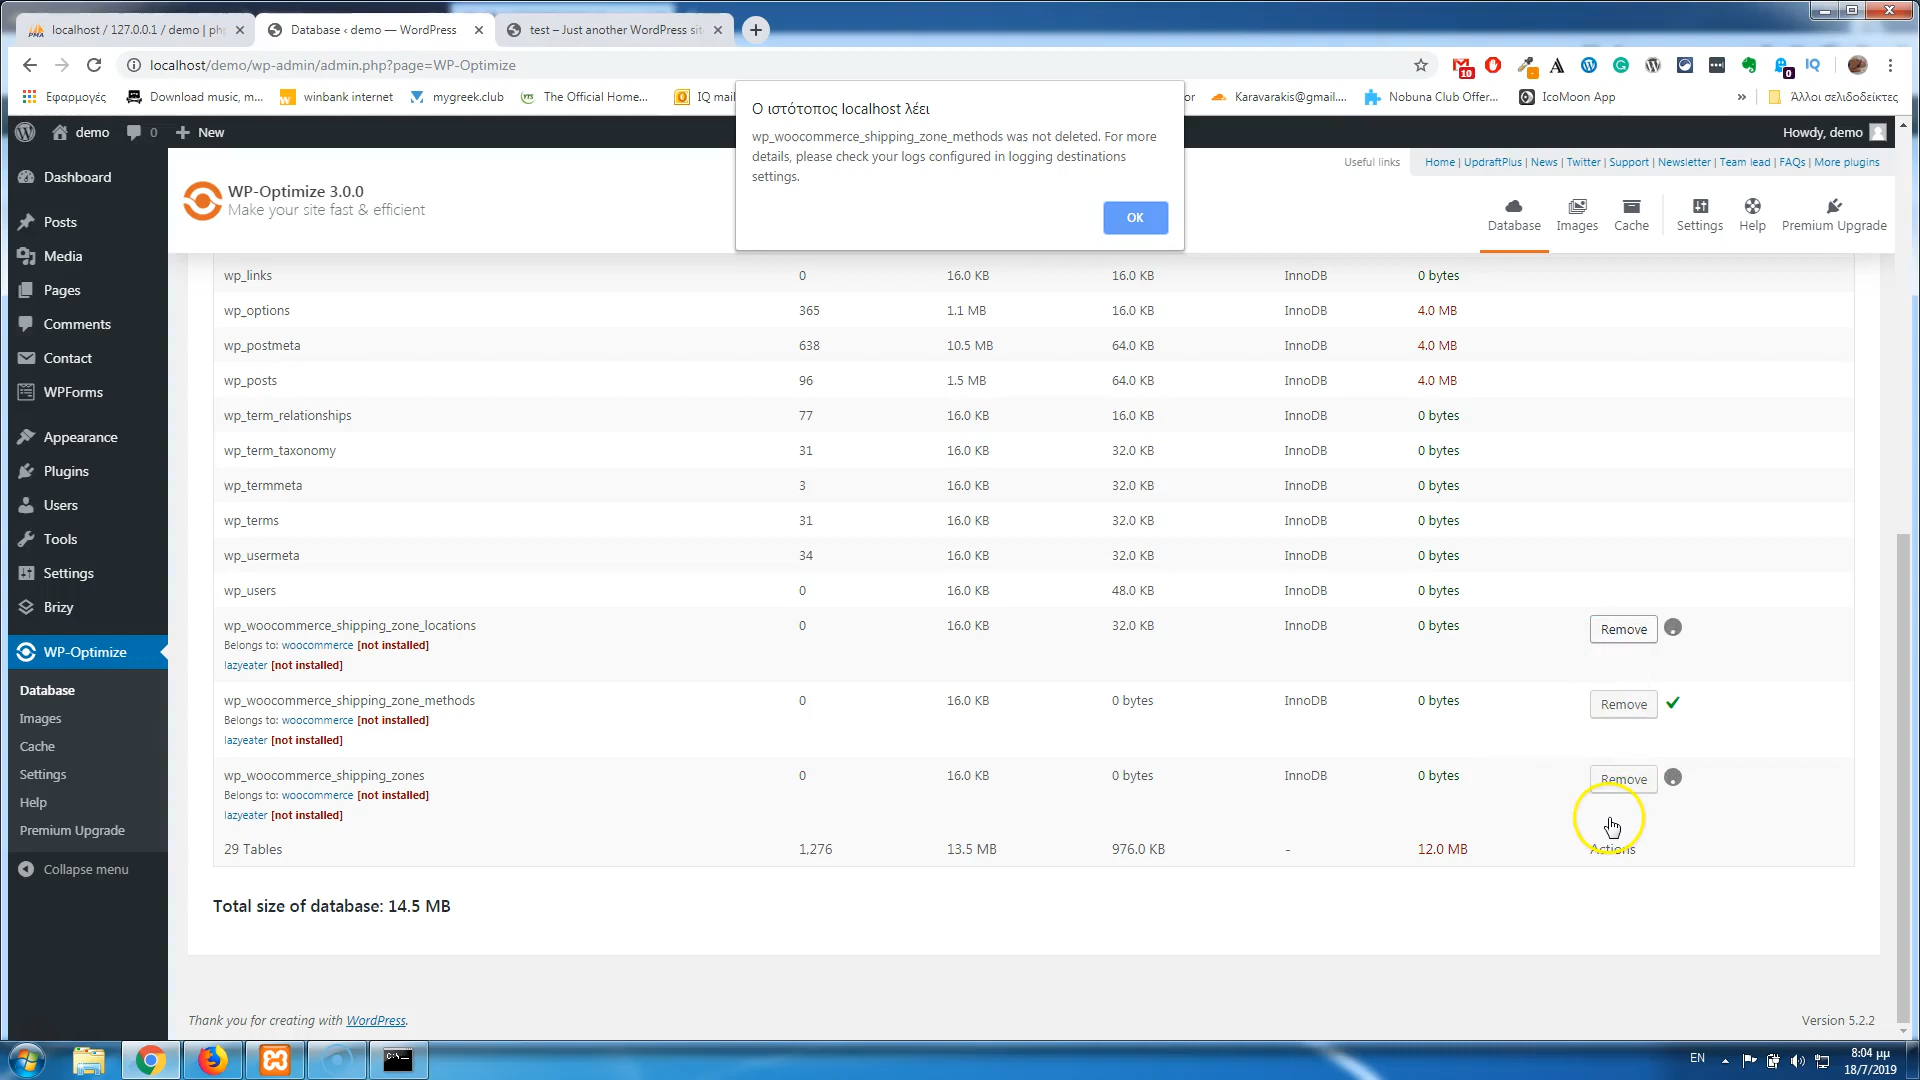 localhost / 127.0.0.1 / demo | ph
Database ‹ demo — WordPress
test – Just another WordPress sit
localhost/demo/wp-admin/admin.php?page=WP-Optimize
10
0
IQ
Εφαρμογές
Download music, m...
winbank internet
mygreek.club
The Official Home...
IQ mail
or
Karavarakis@gmail....
Nobuna Club Offer...
IcoMoon App
»
Άλλοι σελιδοδείκτες
Ο ιστότοπος localhost λέει
wp_woocommerce_shipping_zone_methods was not deleted. For more
details, please check your logs configured in logging destinations
settings.
OK
demo
0
New
Howdy, demo
Useful links
Home | UpdraftPlus | News | Twitter | Support | Newsletter | Team lead | FAQs | More plugins
WP-Optimize 3.0.0
Make your site fast & efficient
Database
Images
Cache
Settings
Help
Premium Upgrade
Dashboard
Posts
Media
Pages
Comments
Contact
WPForms
Appearance
Plugins
Users
Tools
Settings
Brizy
WP-Optimize
Database
Images
Cache
Settings
Help
Premium Upgrade
Collapse menu
wp_links 0 16.0 KB 16.0 KB InnoDB 0 bytes
wp_options 365 1.1 MB 16.0 KB InnoDB 4.0 MB
wp_postmeta 638 10.5 MB 64.0 KB InnoDB 4.0 MB
wp_posts 96 1.5 MB 64.0 KB InnoDB 4.0 MB
wp_term_relationships 77 16.0 KB 16.0 KB InnoDB 0 bytes
wp_term_taxonomy 31 16.0 KB 32.0 KB InnoDB 0 bytes
wp_termmeta 3 16.0 KB 32.0 KB InnoDB 0 bytes
wp_terms 31 16.0 KB 32.0 KB InnoDB 0 bytes
wp_usermeta 34 16.0 KB 32.0 KB InnoDB 0 bytes
wp_users 0 16.0 KB 48.0 KB InnoDB 0 bytes
wp_woocommerce_shipping_zone_locations 0 16.0 KB 32.0 KB InnoDB 0 bytes Remove
Belongs to: woocommerce [not installed]
lazyeater [not installed]
wp_woocommerce_shipping_zone_methods 0 16.0 KB 0 bytes InnoDB 0 bytes Remove
Belongs to: woocommerce [not installed]
lazyeater [not installed]
wp_woocommerce_shipping_zones 0 16.0 KB 0 bytes InnoDB 0 bytes Remove
Belongs to: woocommerce [not installed]
lazyeater [not installed]
29 Tables 1,276 13.5 MB 976.0 KB - 12.0 MB Actions
Total size of database: 14.5 MB
Thank you for creating with WordPress.
Version 5.2.2
EN
8:04 μμ
18/7/2019